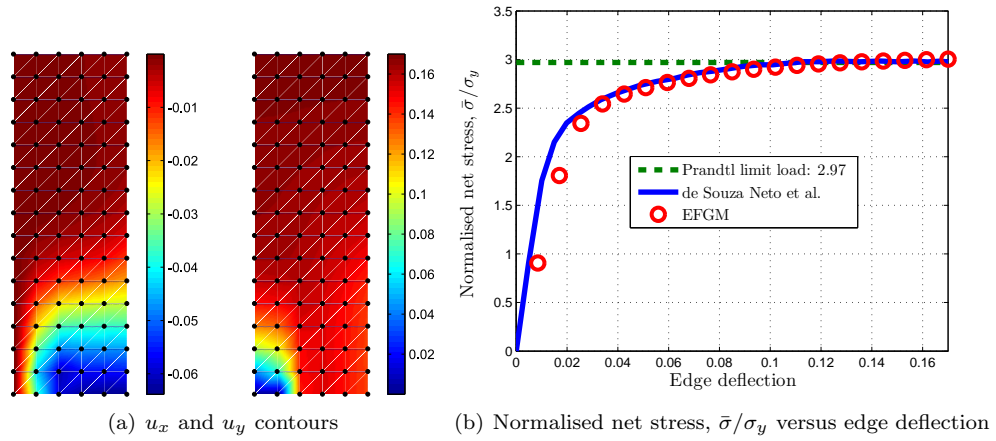 -0.01
-0.02
-0.03
-0.04
-0.05
-0.06
0.16
0.14
0.12
0.10
0.08
0.06
0.04
0.02
Normalised net stress, σ̄/σ_y
3.5
3
2.5
2
1.5
1
0.5
0
Prandtl limit load: 2.97
de Souza Neto et al.
EFGM
0 0.02 0.04 0.06 0.08 0.1 0.12 0.14 0.16
Edge deflection
(a) u_x and u_y contours
(b) Normalised net stress, σ̄/σ_y versus edge deflection